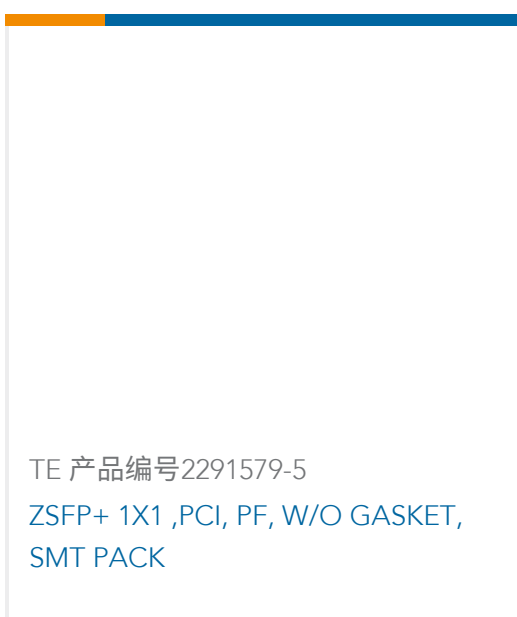 TE 产品编号2291579-5
ZSFP+ 1X1 ,PCI, PF, W/O GASKET,
SMT PACK